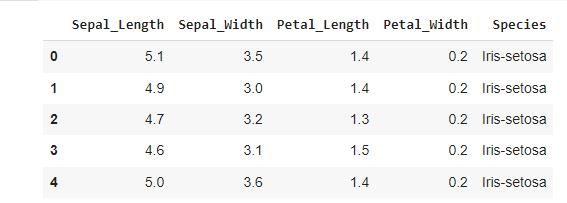 Sepal_Length Sepal_Width Petal_Length Petal_Width Species
0 5.1 3.5 1.4 0.2 Iris-setosa
1 4.9 3.0 1.4 0.2 Iris-setosa
2 4.7 3.2 1.3 0.2 Iris-setosa
3 4.6 3.1 1.5 0.2 Iris-setosa
4 5.0 3.6 1.4 0.2 Iris-setosa